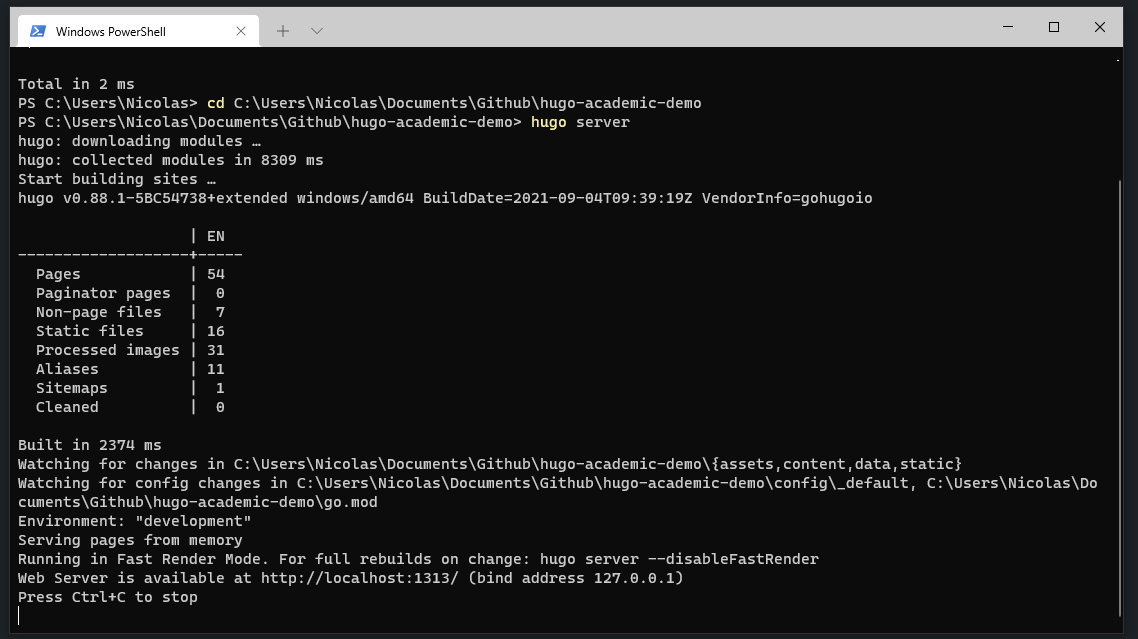 Windows PowerShell
Total in 2 ms
PS C:\Users\Nicolas> cd C:\Users\Nicolas\Documents\Github\hugo-academic-demo
PS C:\Users\Nicolas\Documents\Github\hugo-academic-demo> hugo server
hugo: downloading modules …
hugo: collected modules in 8309 ms
Start building sites …
hugo v0.88.1-5BC54738+extended windows/amd64 BuildDate=2021-09-04T09:39:19Z VendorInfo=gohugoio
                   | EN
-------------------+-----
  Pages            | 54
  Paginator pages  |  0
  Non-page files   |  7
  Static files     | 16
  Processed images | 31
  Aliases          | 11
  Sitemaps         |  1
  Cleaned          |  0
Built in 2374 ms
Watching for changes in C:\Users\Nicolas\Documents\Github\hugo-academic-demo\{assets,content,data,static}
Watching for config changes in C:\Users\Nicolas\Documents\Github\hugo-academic-demo\config\_default, C:\Users\Nicolas\Do
cuments\Github\hugo-academic-demo\go.mod
Environment: "development"
Serving pages from memory
Running in Fast Render Mode. For full rebuilds on change: hugo server --disableFastRender
Web Server is available at http://localhost:1313/ (bind address 127.0.0.1)
Press Ctrl+C to stop